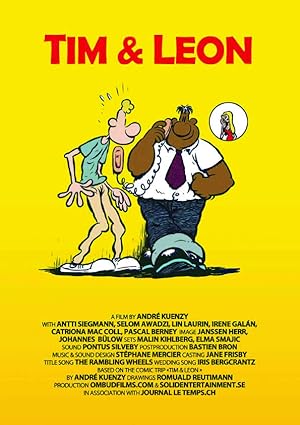 TIM & LEON
A FILM BY ANDRÉ KUENZY
WITH ANTTI SIEGMANN, SELOM AWADZI, LIN LAURIN, IRENE GALÁN,
CATRIONA MAC COLL, PASCAL BERNEY IMAGE JANSSEN HERR,
JOHANNES BÜLOW SETS MALIN KIHLBERG, ELMA SMAJIC
SOUND PONTUS SILVEBY POSTPRODUCTION BASTIEN BRON
MUSIC & SOUND DESIGN STÉPHANE MERCIER CASTING JANE FRISBY
TITLE SONG THE RAMBLING WHEELS WEDDING SONG IRIS BERGCRANTZ
BASED ON THE COMIC TRIP «TIM & LEON»
BY ANDRÉ KUENZY DRAWINGS ROMUALD REUTIMANN
PRODUCTION OMBUDFILMS.COM & SOLIDENTERTAINMENT.SE
IN ASSOCIATION WITH JOURNAL LE TEMPS.CH